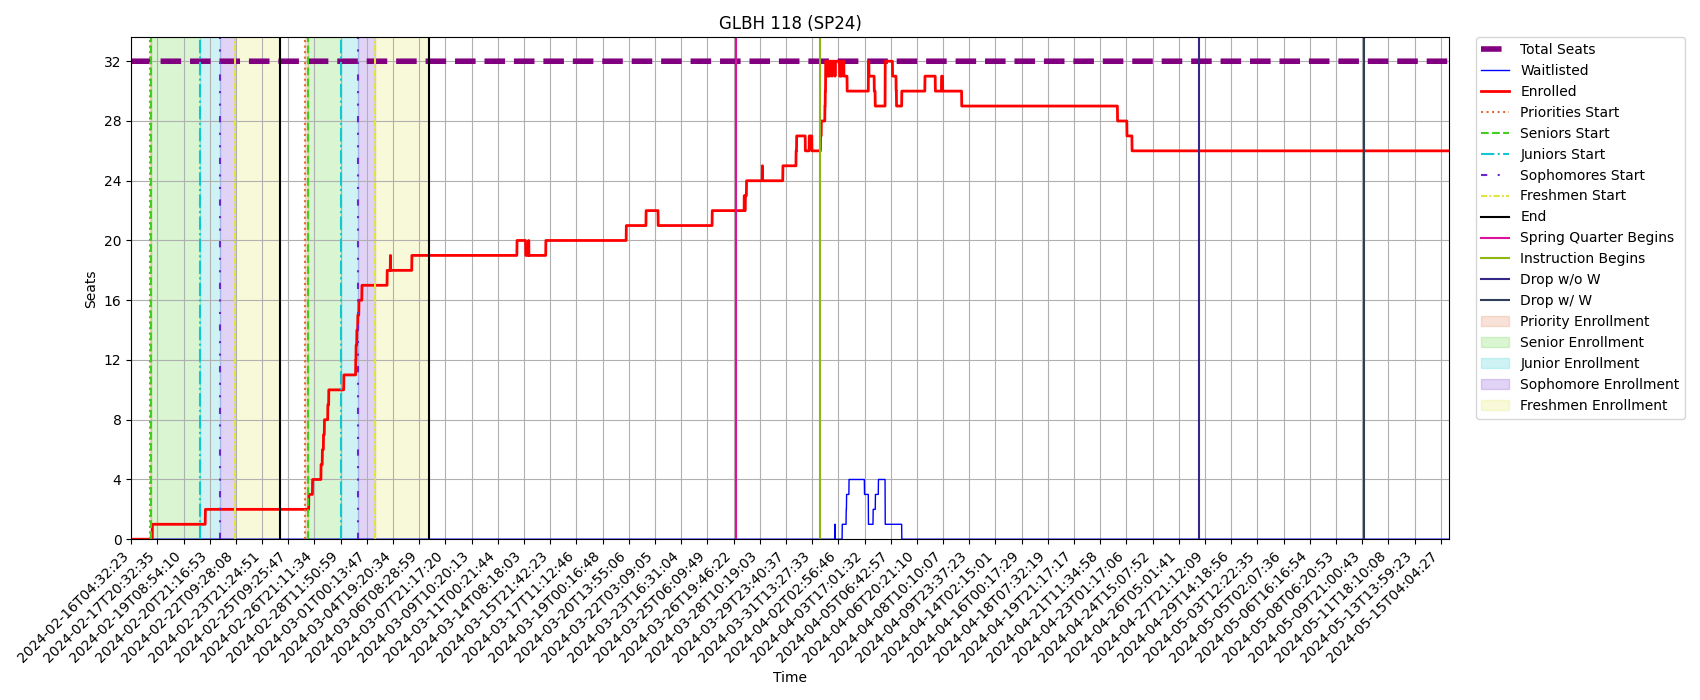 GLBH 118 (SP24)
Seats
32
28
24
20
16
12
8
4
0
2024-02-16T04:32:23
2024-02-17T20:32:35
2024-02-19T08:54:10
2024-02-20T21:16:53
2024-02-22T09:28:08
2024-02-23T21:24:51
2024-02-25T09:25:47
2024-02-26T21:11:34
2024-02-28T11:50:59
2024-03-01T00:13:47
2024-03-04T19:20:34
2024-03-06T08:28:59
2024-03-07T21:17:20
2024-03-09T10:20:13
2024-03-11T00:21:44
2024-03-14T08:18:03
2024-03-15T21:42:23
2024-03-17T11:12:46
2024-03-19T00:16:48
2024-03-20T13:55:06
2024-03-22T03:09:05
2024-03-23T16:31:04
2024-03-25T06:09:49
2024-03-26T19:46:22
2024-03-28T10:19:03
2024-03-29T23:40:37
2024-03-31T13:27:33
2024-04-02T02:56:46
2024-04-03T17:01:32
2024-04-05T06:42:57
2024-04-06T20:21:10
2024-04-08T10:10:07
2024-04-09T23:37:23
2024-04-14T02:15:01
2024-04-16T00:17:29
2024-04-18T07:32:19
2024-04-19T21:17:17
2024-04-21T11:34:58
2024-04-23T01:17:06
2024-04-24T15:07:52
2024-04-26T05:01:41
2024-04-27T21:12:09
2024-04-29T14:18:56
2024-05-03T12:22:35
2024-05-05T02:07:36
2024-05-06T16:16:54
2024-05-08T06:20:53
2024-05-09T21:00:43
2024-05-11T18:10:08
2024-05-13T13:59:23
2024-05-15T04:04:27
Time
Total Seats
Waitlisted
Enrolled
Priorities Start
Seniors Start
Juniors Start
Sophomores Start
Freshmen Start
End
Spring Quarter Begins
Instruction Begins
Drop w/o W
Drop w/ W
Priority Enrollment
Senior Enrollment
Junior Enrollment
Sophomore Enrollment
Freshmen Enrollment